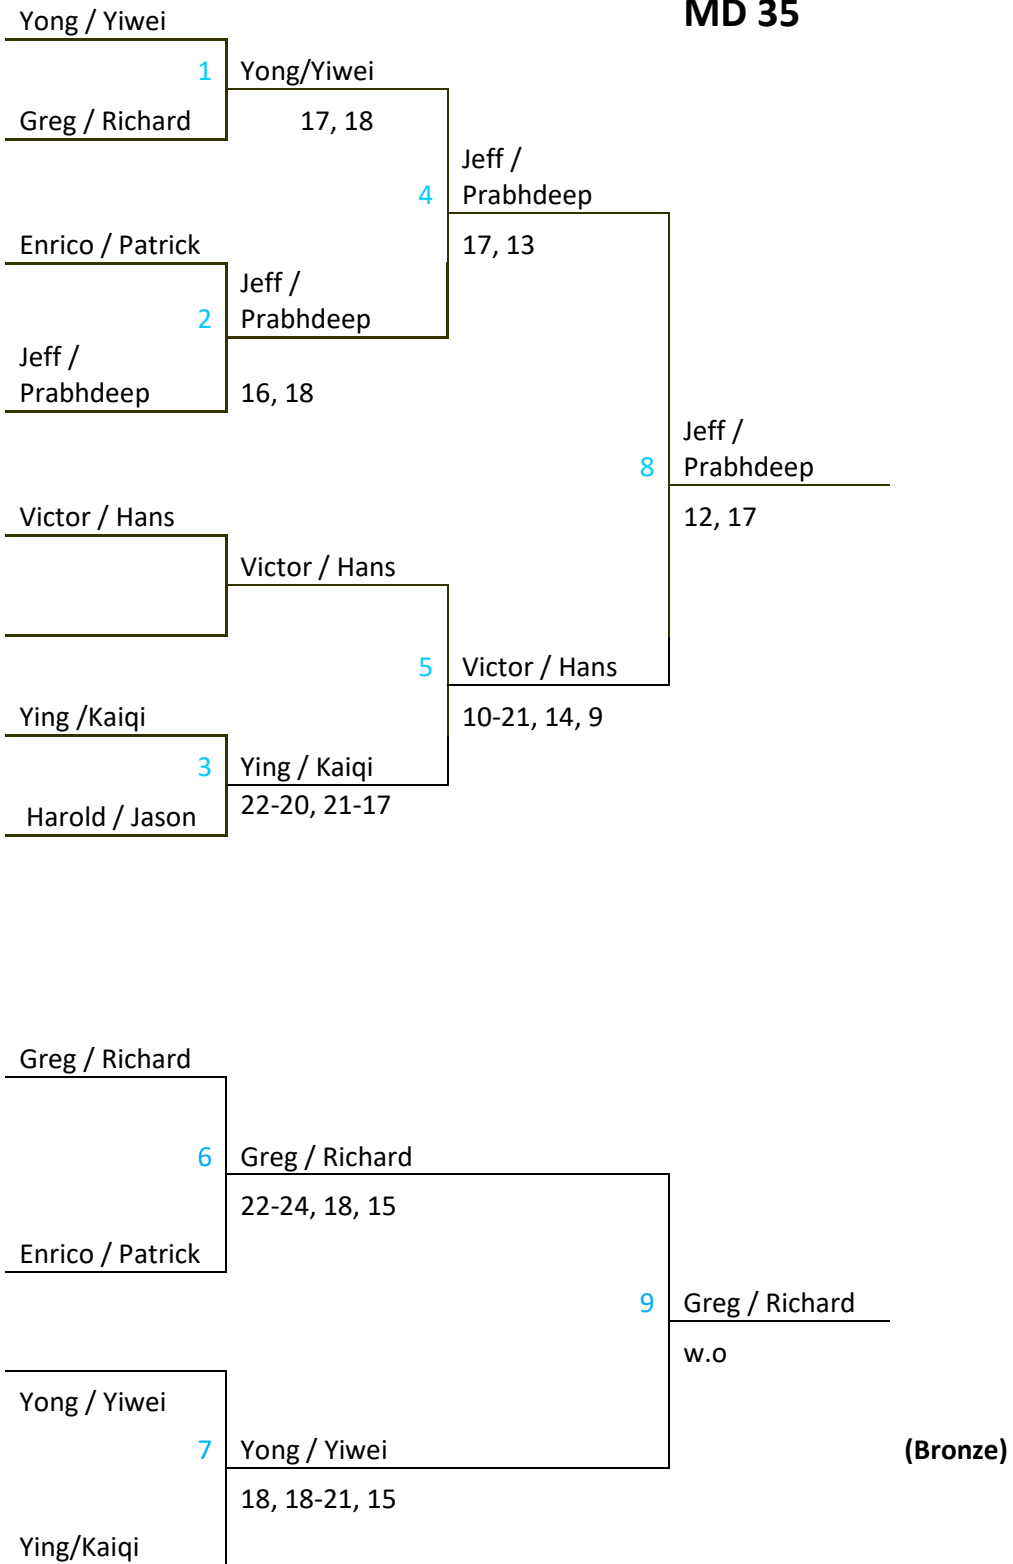 MD 35
Yong / Yiwei
1
Yong/Yiwei
Greg / Richard
17, 18
Jeff /
4
Prabhdeep
Enrico / Patrick
17, 13
Jeff /
2
Prabhdeep
Jeff /
Prabhdeep
16, 18
Jeff /
8
Prabhdeep
Victor / Hans
12, 17
Victor / Hans
5
Victor / Hans
Ying /Kaiqi
10-21, 14, 9
3
Ying / Kaiqi
22-20, 21-17
Harold / Jason
Greg / Richard
6
Greg / Richard
22-24, 18, 15
Enrico / Patrick
9
Greg / Richard
w.o
Yong / Yiwei
7
Yong / Yiwei
(Bronze)
18, 18-21, 15
Ying/Kaiqi